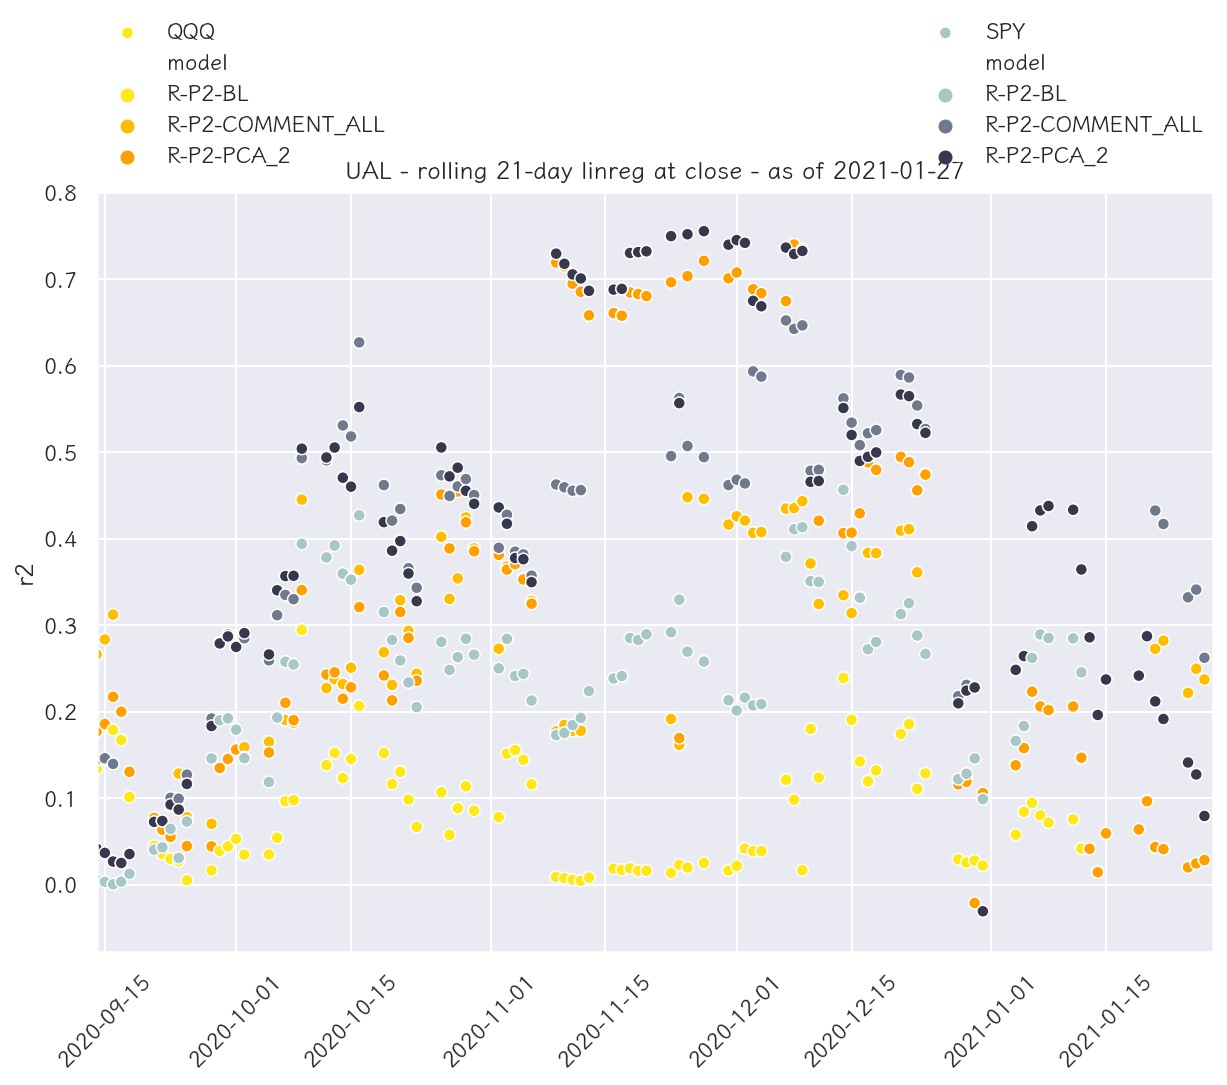 QQQ
model
R-P2-BL
R-P2-COMMENT_ALL
R-P2-PCA_2
SPY
model
R-P2-BL
R-P2-COMMENT_ALL
R-P2-PCA_2
UAL - rolling 21-day linreg at close - as of 2021-01-27
r2
0.8
0.7
0.6
0.5
0.4
0.3
0.2
0.1
0.0
2020-09-15
2020-10-01
2020-10-15
2020-11-01
2020-11-15
2020-12-01
2020-12-15
2021-01-01
2021-01-15